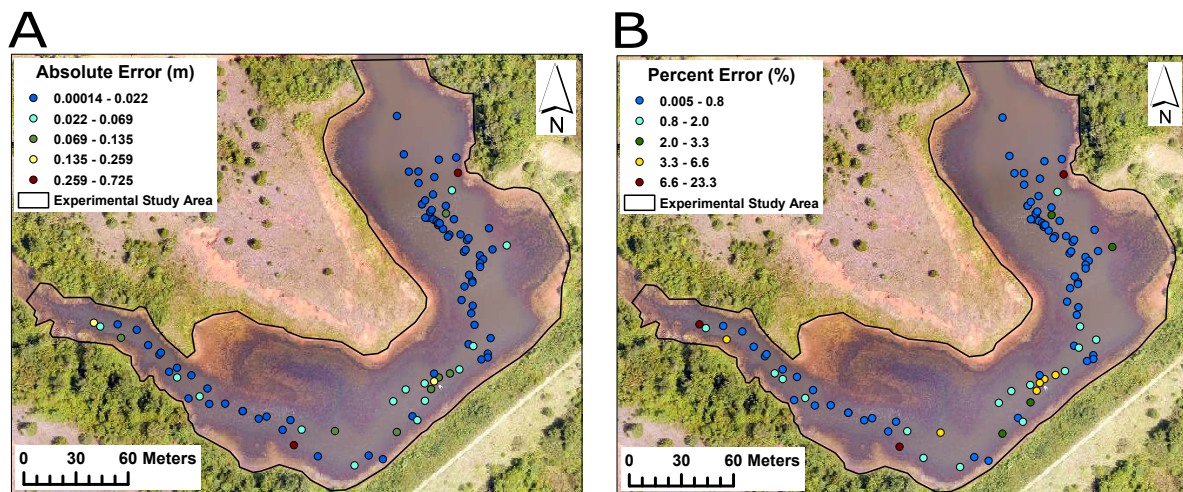 A
Absolute Error (m)
0.00014 - 0.022
0.022 - 0.069
0.069 - 0.135
0.135 - 0.259
0.259 - 0.725
Experimental Study Area
N
0 30 60 Meters
B
Percent Error (%)
0.005 - 0.8
0.8 - 2.0
2.0 - 3.3
3.3 - 6.6
6.6 - 23.3
Experimental Study Area
N
0 30 60 Meters